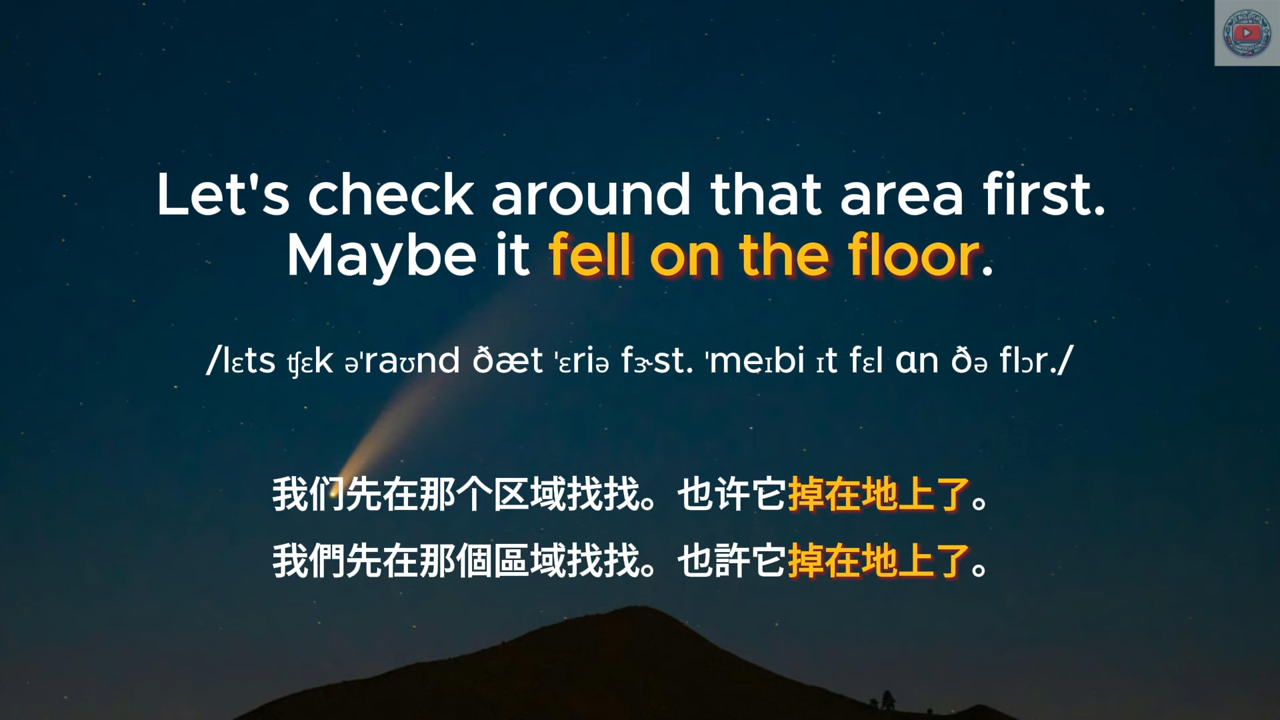 Let's check around that area first.
Maybe it fell on the floor.
/lɛts ʧɛk əˈraʊnd ðæt ˈɛriə fɝst. ˈmeɪbi ɪt fɛl ɑn ðə flɔr./
我们先在那个区域找找。也许它掉在地上了。
我們先在那個區域找找。也許它掉在地上了。